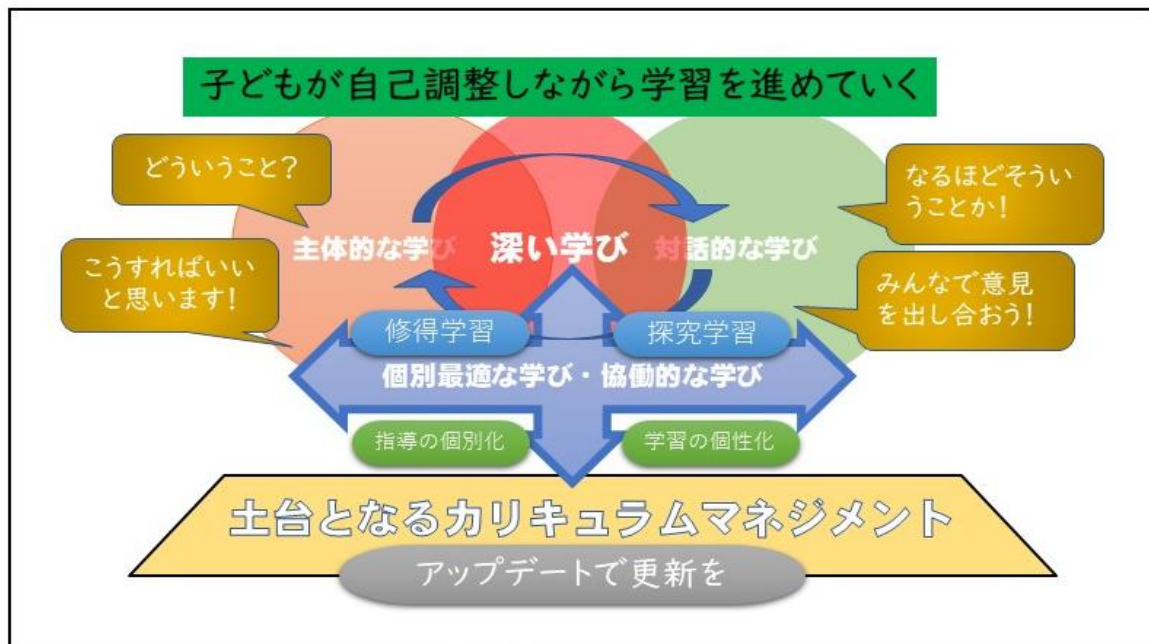 子どもが自己調整しながら学習を進めていく
どういうこと?
なるほどそうい
うことか!
主体的な学び
深い学び
対話的な学び
こうすればいい
と思います!
みんなで意見
を出し合おう!
修得学習
探究学習
個別最適な学び・協働的な学び
指導の個別化
学習の個性化
土台となるカリキュラムマネジメント
アップデートで更新を